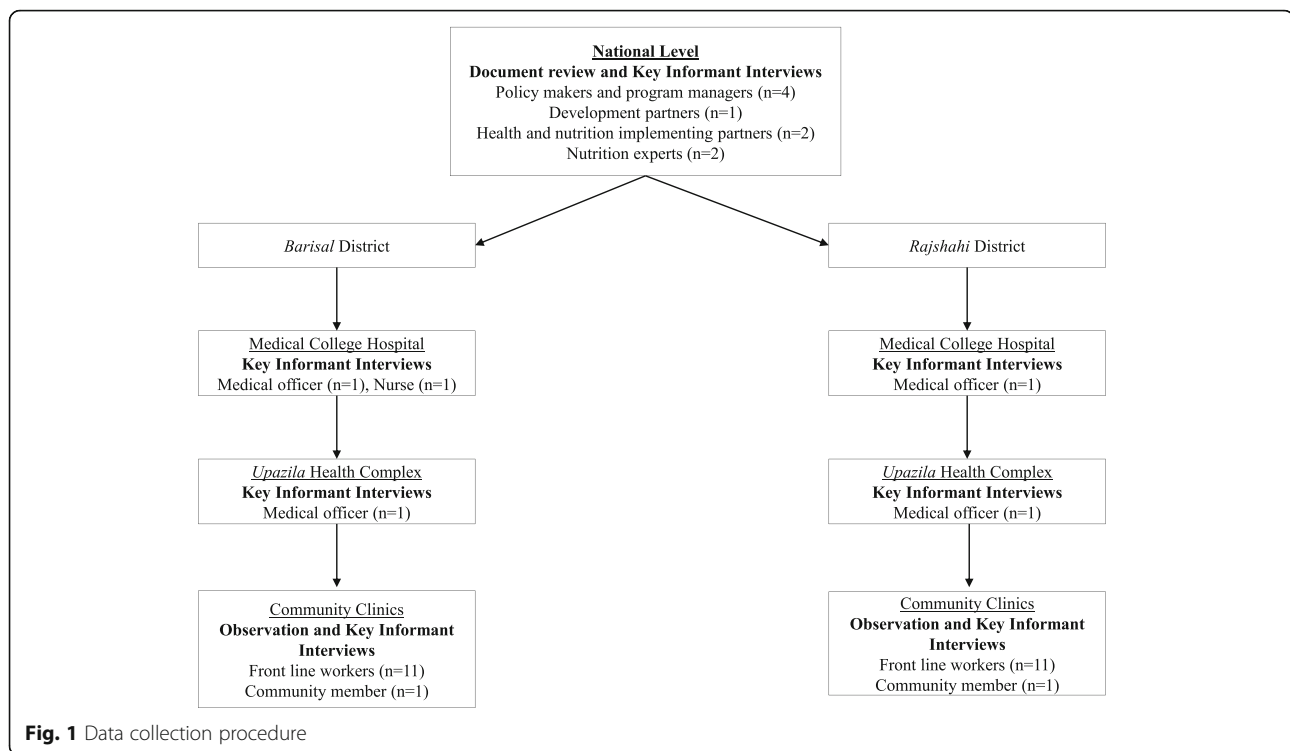 National Level
Document review and Key Informant Interviews
Policy makers and program managers (n=4)
Development partners (n=1)
Health and nutrition implementing partners (n=2)
Nutrition experts (n=2)
Barisal District
Rajshahi District
Medical College Hospital
Key Informant Interviews
Medical officer (n=1), Nurse (n=1)
Medical College Hospital
Key Informant Interviews
Medical officer (n=1)
Upazila Health Complex
Key Informant Interviews
Medical officer (n=1)
Upazila Health Complex
Key Informant Interviews
Medical officer (n=1)
Community Clinics
Observation and Key Informant
Interviews
Front line workers (n=11)
Community member (n=1)
Community Clinics
Observation and Key Informant
Interviews
Front line workers (n=11)
Community member (n=1)
Fig. 1 Data collection procedure